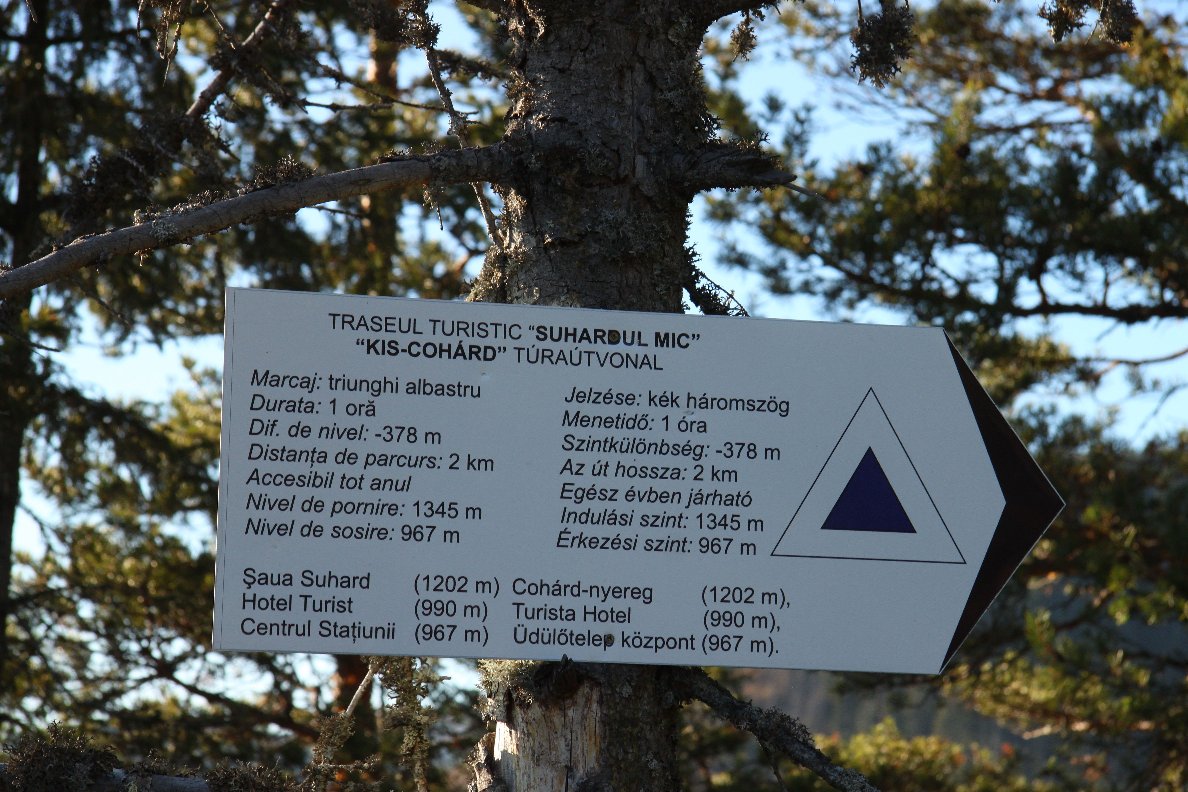 TRASEUL TURISTIC “SUHARDUL MIC”
“KIS-COHÁRD” TÚRAÚTVONAL
Marcaj: triunghi albastru
Durata: 1 oră
Dif. de nivel: -378 m
Distanța de parcurs: 2 km
Accesibil tot anul
Nivel de pornire: 1345 m
Nivel de sosire: 967 m
Jelzése: kék háromszög
Menetidő: 1 óra
Szintkülönbség: -378 m
Az út hossza: 2 km
Egész évben járható
Indulási szint: 1345 m
Érkezési szint: 967 m
Şaua Suhard (1202 m) Cohárd-nyereg (1202 m),
Hotel Turist (990 m) Turista Hotel (990 m),
Centrul Stațiunii (967 m) Üdülőtelep központ (967 m).